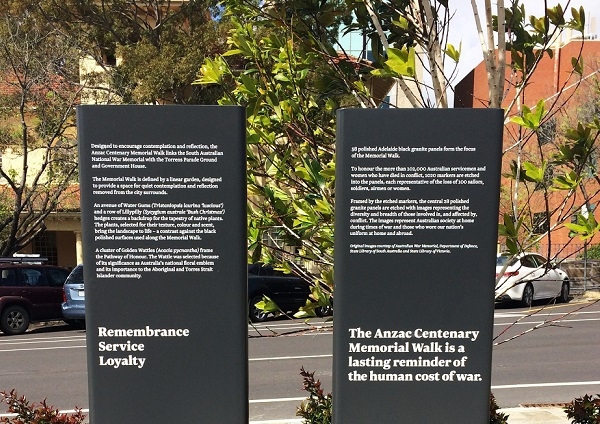 Designed to encourage contemplation and reflection, the
Anzac Centenary Memorial Walk links the South Australian
National War Memorial with the Torrens Parade Ground
and Government House.
The Memorial Walk is defined by a linear garden, designed
to provide a space for quiet contemplation and reflection
removed from the city surrounds.
An avenue of Water Gums (Tristaniopsis laurina 'luscious')
and a row of Lillypilly (Syzygium australe 'Bush Christmas')
hedges creates a backdrop for the tapestry of native plants.
The plants, selected for their texture, colour and scent,
bring the landscape to life – a contrast against the black
polished surfaces used along the Memorial Walk.
A cluster of Golden Wattles (Acacia pycnantha) frame
the Pathway of Honour. The Wattle was selected because
of its significance as Australia's national floral emblem
and its importance to the Aboriginal and Torres Strait
Islander community.
Remembrance
Service
Loyalty
58 polished Adelaide black granite panels form the focus
of the Memorial Walk.
To honour the more than 102,000 Australian servicemen and
women who have died in conflict, 1020 markers are etched
into the panels, each representative of the loss of 100 sailors,
soldiers, airmen or women.
Framed by the etched markers, the central 28 polished
granite panels are etched with images representing the
diversity and breadth of those involved in, and affected by,
conflict. The images represent Australian society at home
during times of war and those who wore our nation's
uniform at home and abroad.
Original images courtesy of Australian War Memorial, Department of Defence,
State Library of South Australia and State Library of Victoria.
The Anzac Centenary
Memorial Walk is a
lasting reminder of
the human cost of war.